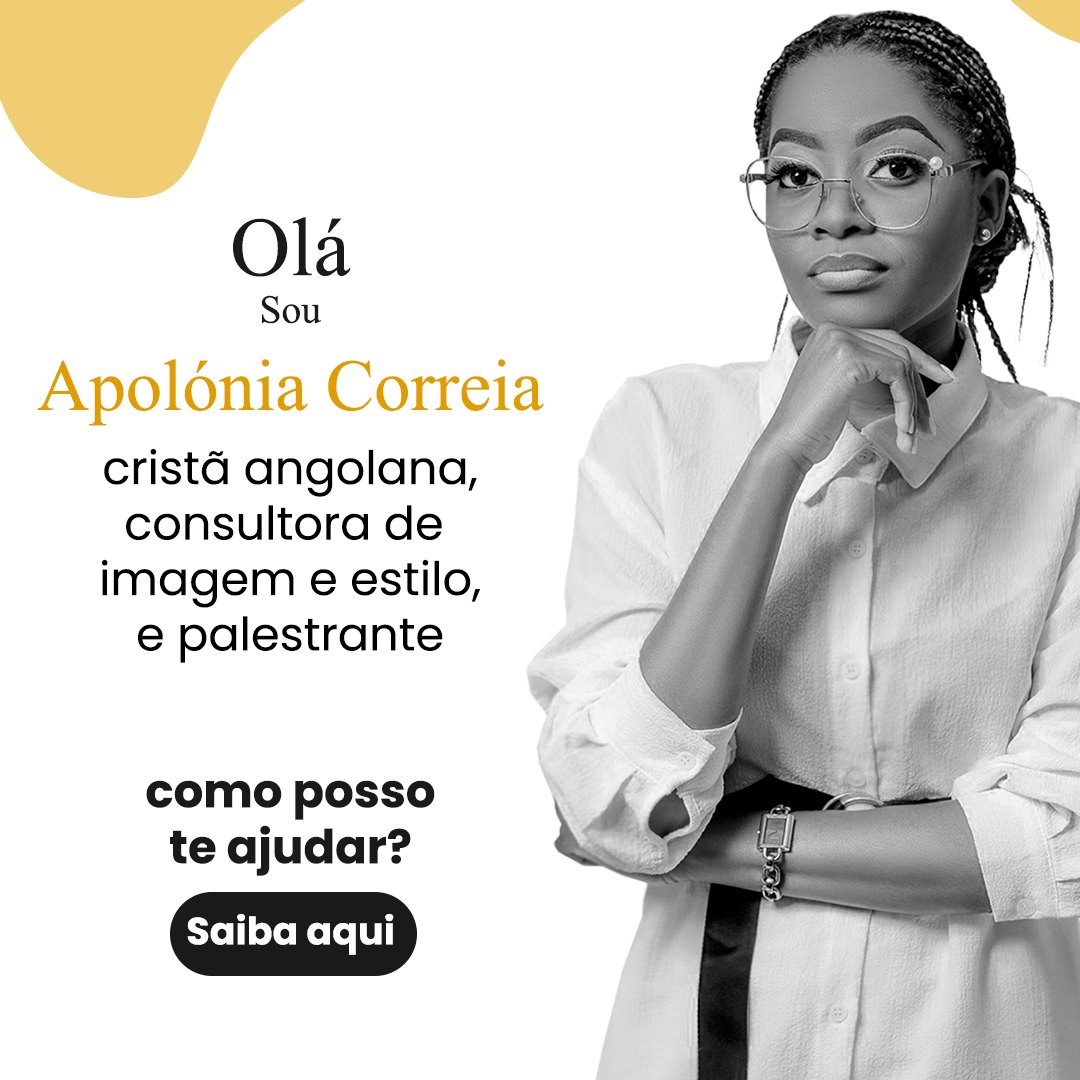 Olá
Sou
Apolónia Correia
cristã angolana,
consultora de
imagem e estilo,
e palestrante
como posso
te ajudar?
Saiba aqui